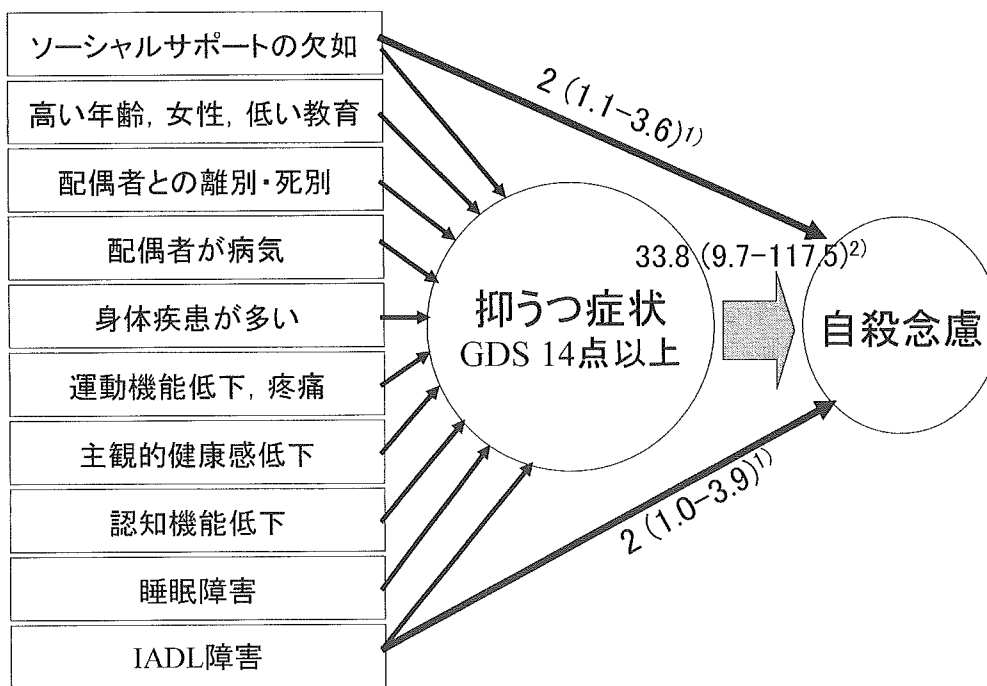 ソーシャルサポートの欠如
高い年齢, 女性, 低い教育
配偶者との離別・死別
配偶者が病気
身体疾患が多い
運動機能低下, 疼痛
主観的健康感低下
認知機能低下
睡眠障害
IADL障害
2 (1.1-3.6)1)
33.8 (9.7-117.5)2)
抑うつ症状
GDS 14点以上
自殺念慮
2 (1.0-3.9)1)